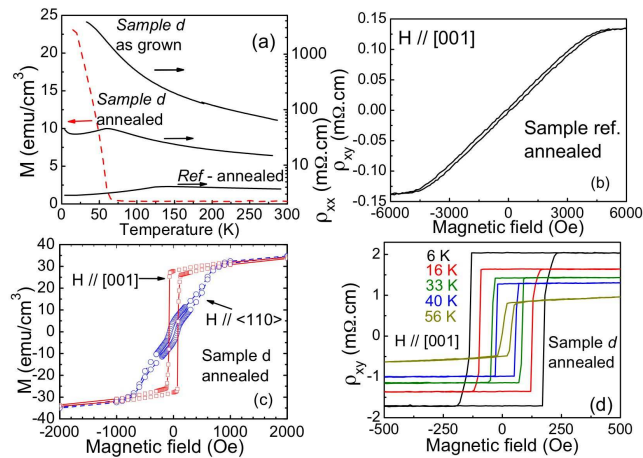 Sample d
as grown
(a)
Sample d
annealed
Ref - annealed
M (emu/cm³)
25
20
15
10
5
0
0 50 100 150 200 250 300
Temperature (K)
1000
100
10
ρxx (mΩ.cm)
H // [001]
Sample ref.
annealed
(b)
ρxy (mΩ.cm)
0.15
0.10
0.05
0.00
-0.05
-0.10
-0.15
-6000 -3000 0 3000 6000
Magnetic field (Oe)
H // [001]
H // <110>
Sample d
annealed
(c)
M (emu/cm³)
40
30
20
10
0
-10
-20
-30
-40
-2000 -1000 0 1000 2000
Magnetic field (Oe)
6 K
16 K
33 K
40 K
56 K
H // [001]
Sample d
annealed
(d)
ρxy (mΩ.cm)
2
1
0
-1
-2
-500 -250 0 250 500
Magnetic field (Oe)